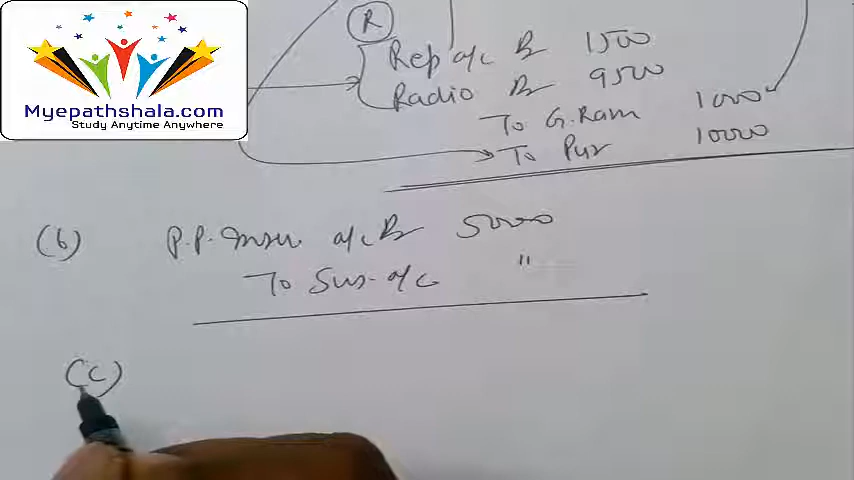 Myepathshala.com
Study Anytime Anywhere
R
Rep a/c Dr 1500
Radio Dr 9500
To G.Ram 1000
To Pur 10000
(b) P.P. Insu a/c Dr 5000
To Sus a/c "
(C)